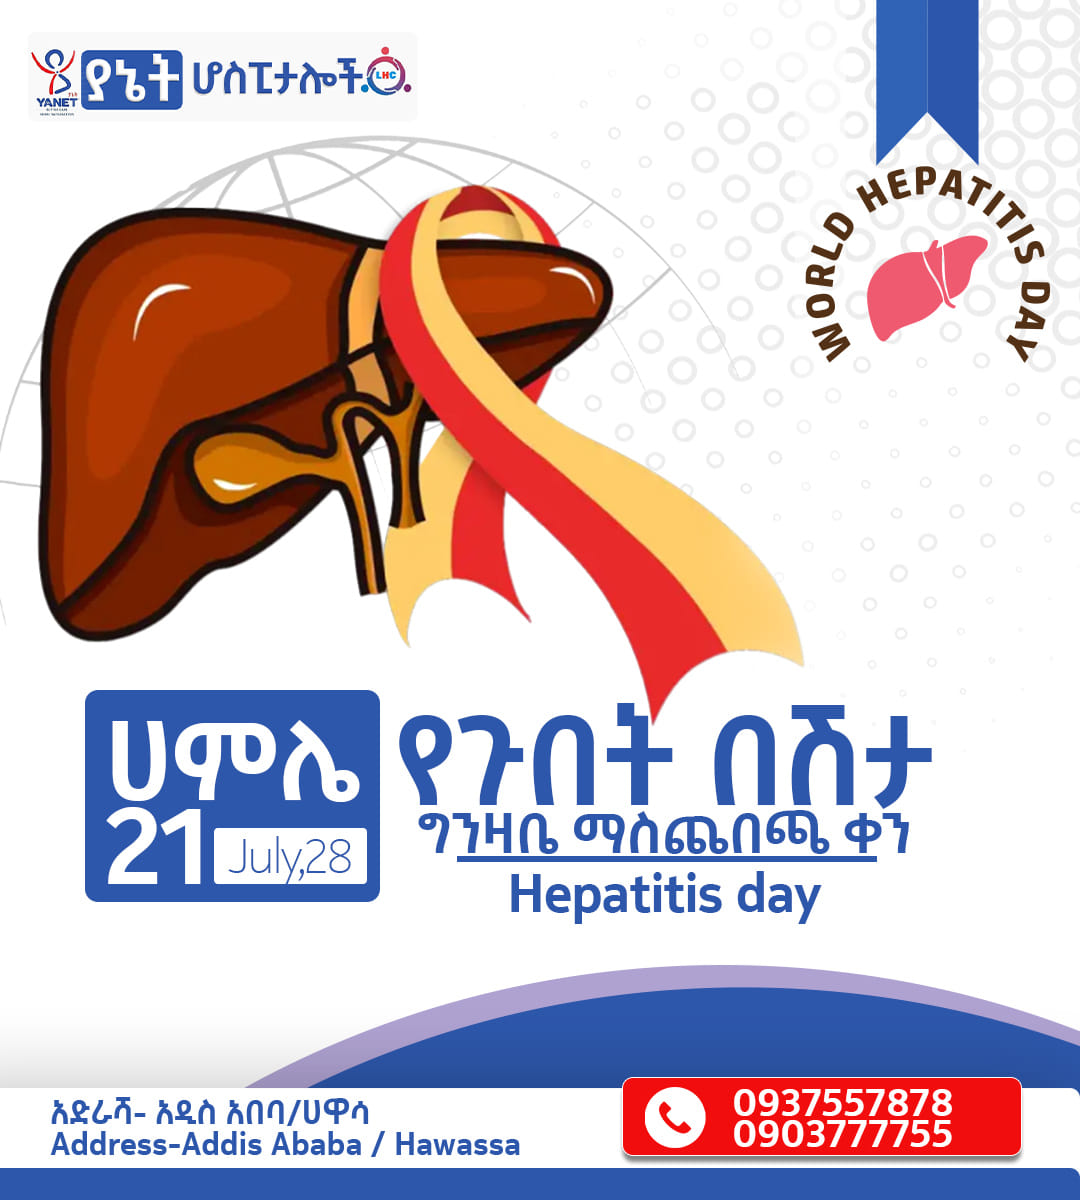 YANET
ያኔት ሆስፒታሎች
LHC
WORLD HEPATITIS DAY
ሀምሌ
21
July,28
የጉበት በሽታ
ግንዛቤ ማስጨበጫ ቀን
Hepatitis day
አድራሻ- አዲስ አበባ/ሀዋሳ
Address-Addis Ababa / Hawassa
0937557878
0903777755